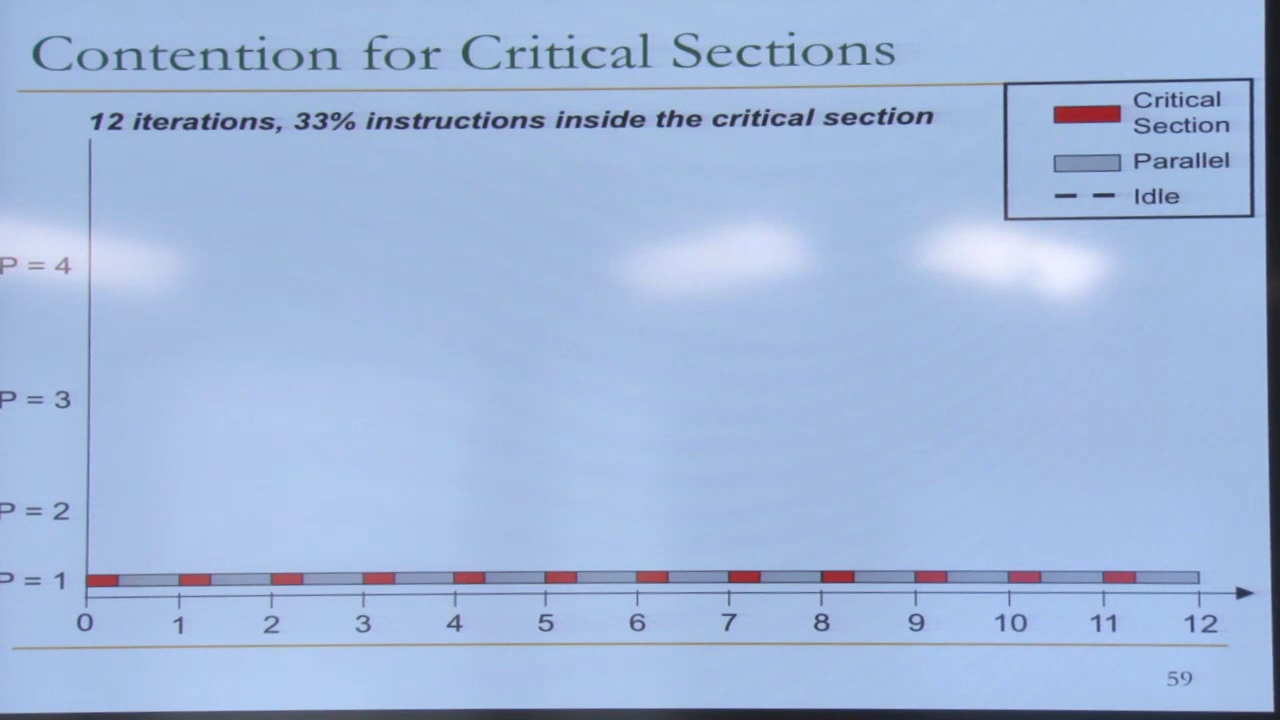 Contention for Critical Sections
12 iterations, 33% instructions inside the critical section
Critical
Section
Parallel
Idle
P = 4
P = 3
P = 2
P = 1
0 1 2 3 4 5 6 7 8 9 10 11 12
59